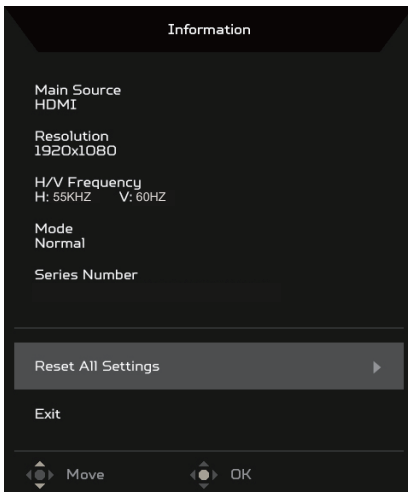 Information
Main Source
HDMI
Resolution
1920x1080
H/V Frequency
H: 55KHZ V: 60HZ
Mode
Normal
Series Number
Reset All Settings
Exit
Move OK